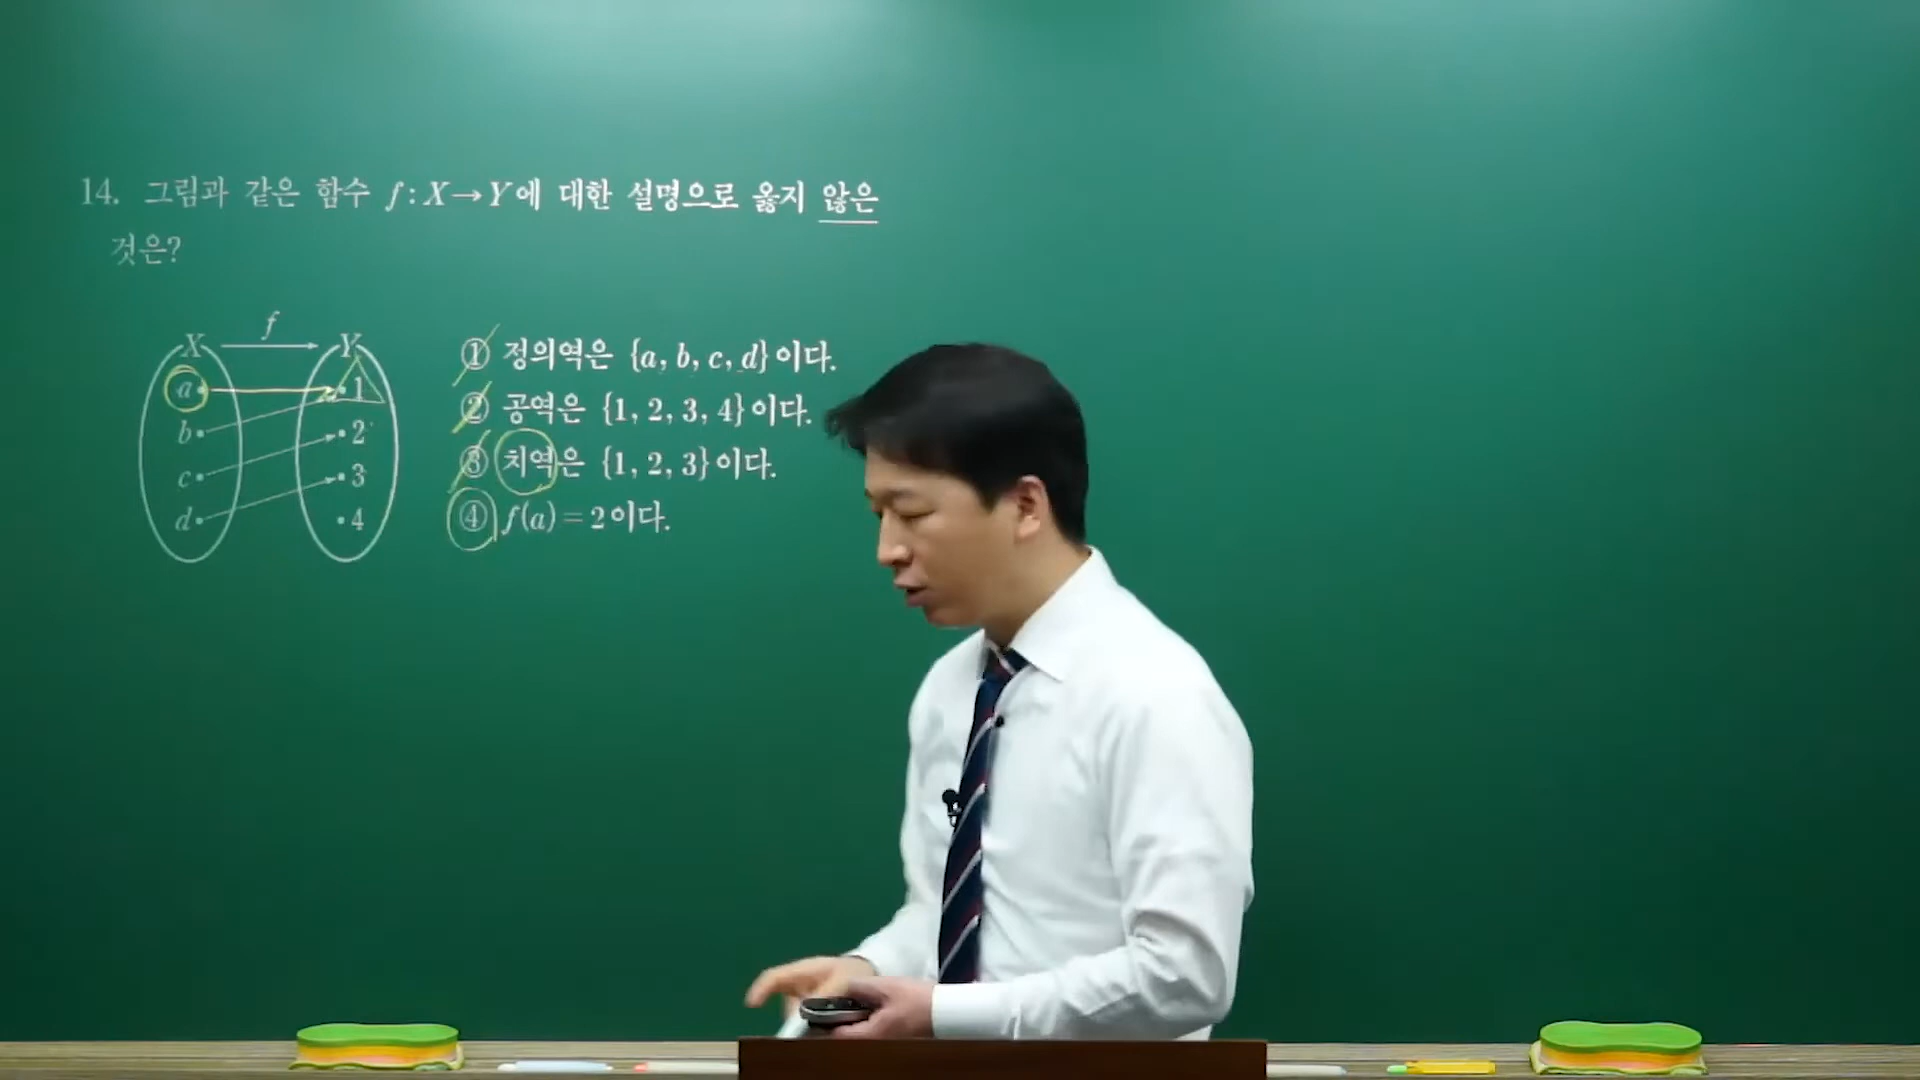 14. 그림과 같은 함수 f : X → Y에 대한 설명으로 옳지 않은
것은?
f
X Y
a 1
b 2
c 3
d 4
① 정의역은 {a, b, c, d}이다.
② 공역은 {1, 2, 3, 4}이다.
③ 치역은 {1, 2, 3}이다.
④ f(a) = 2이다.